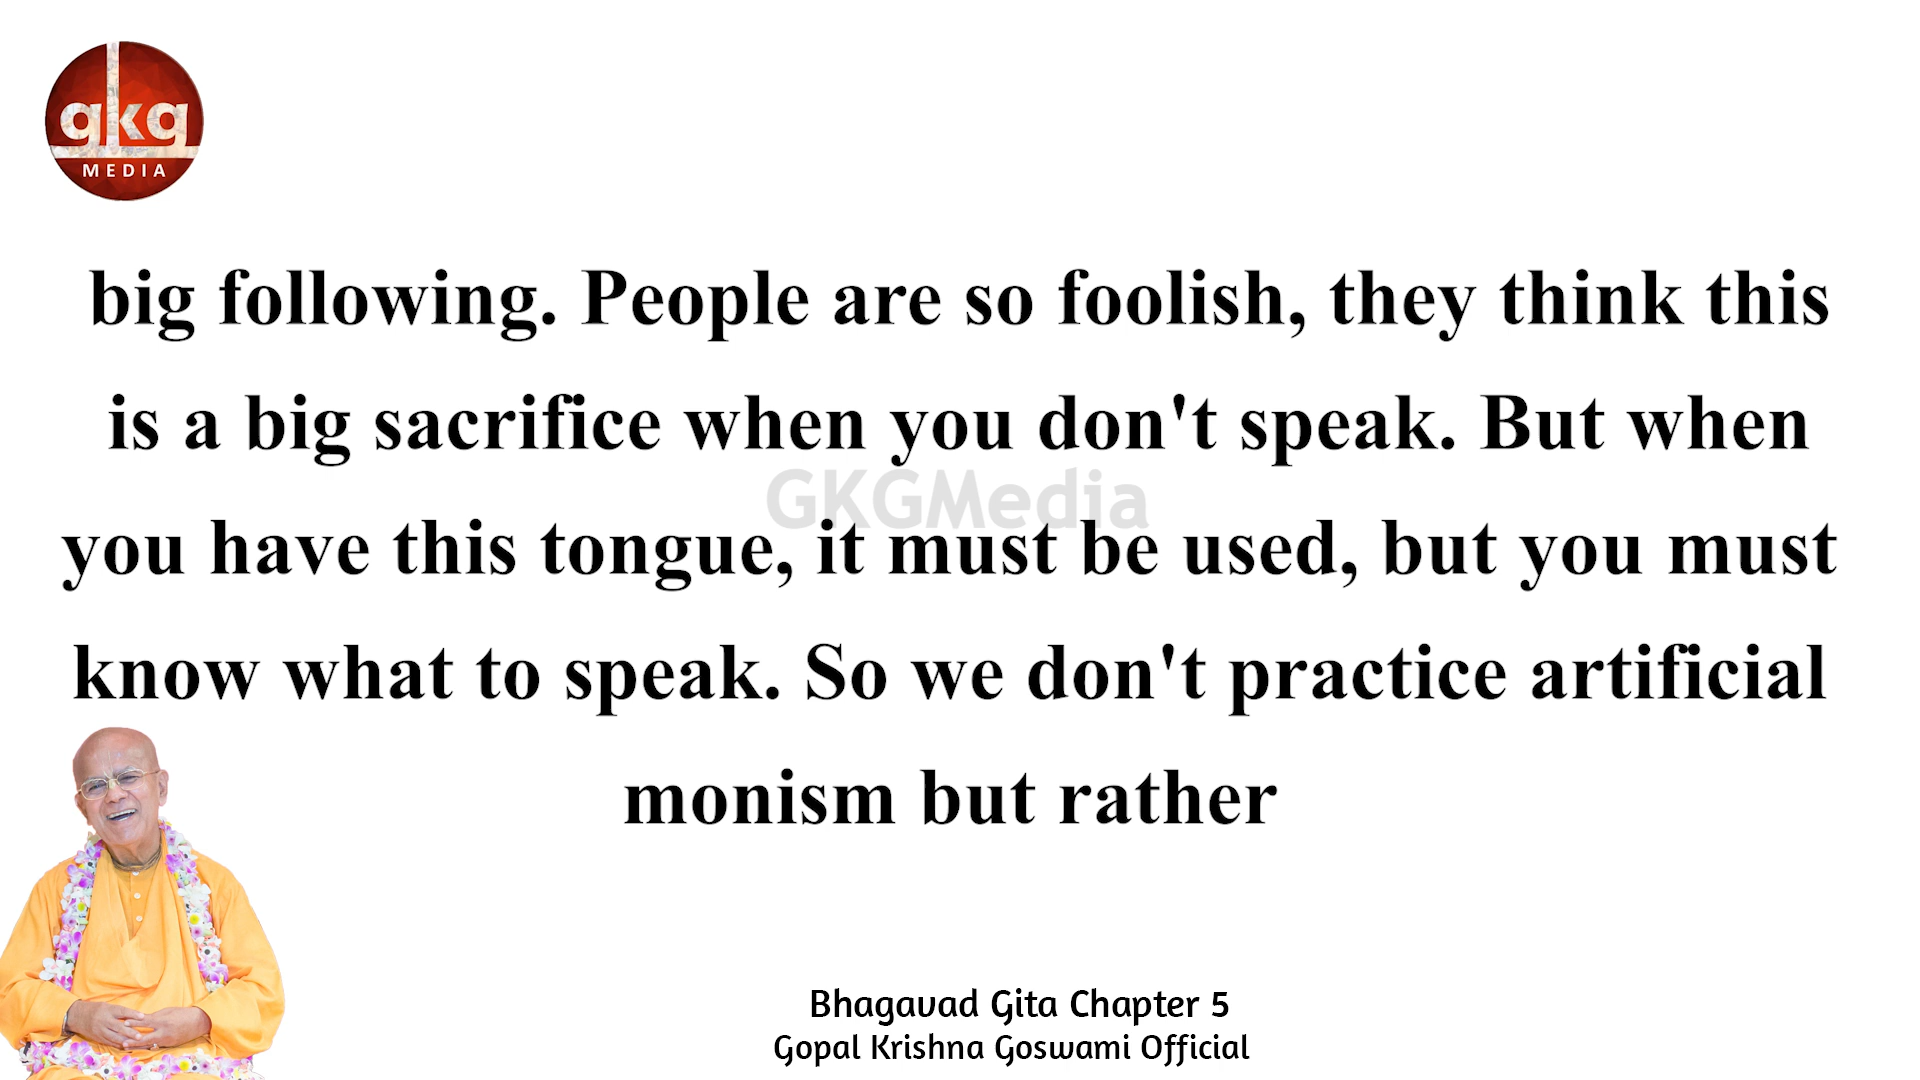 gkg
MEDIA
big following. People are so foolish, they think this
is a big sacrifice when you don't speak. But when
GKGMedia
you have this tongue, it must be used, but you must
know what to speak. So we don't practice artificial
monism but rather
Bhagavad Gita Chapter 5
Gopal Krishna Goswami Official